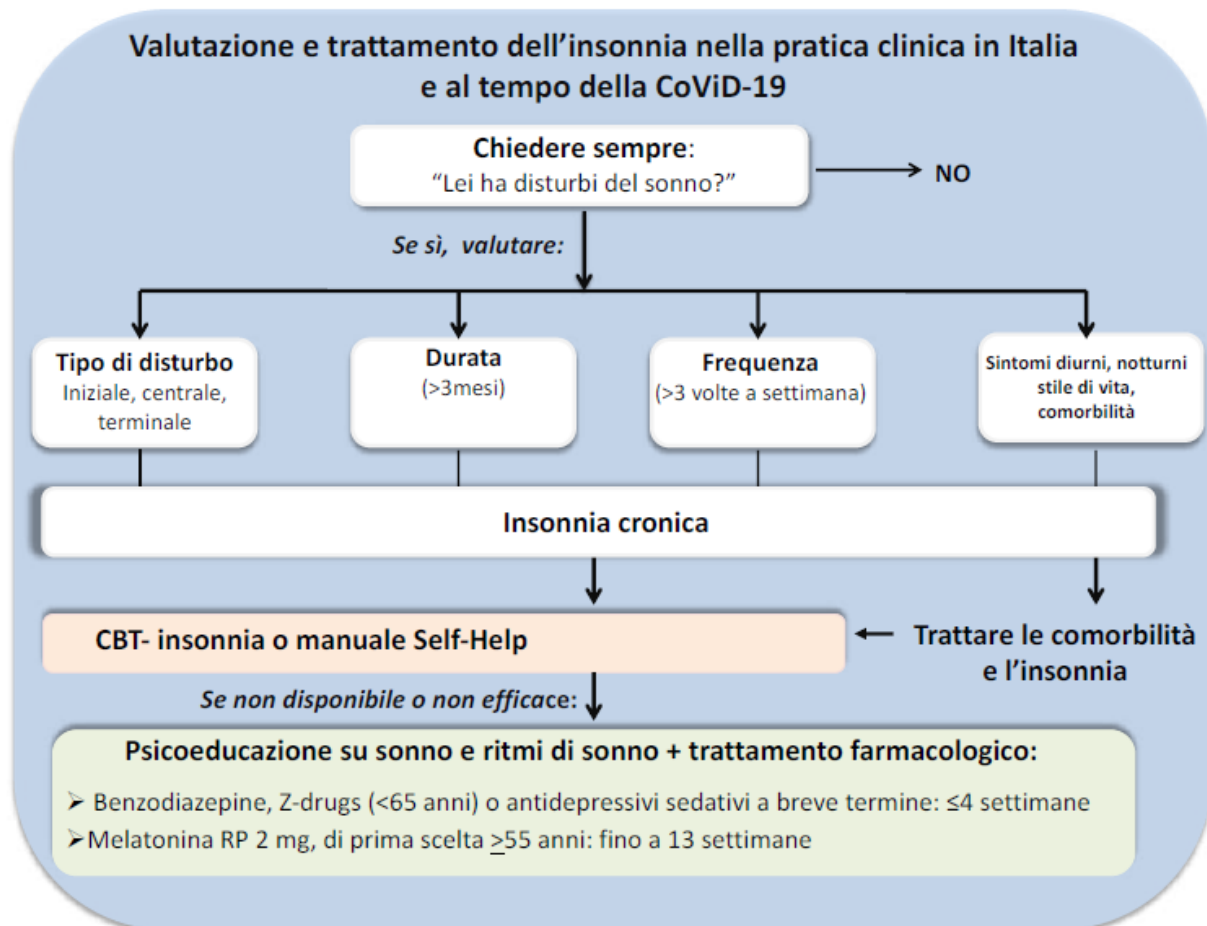 Valutazione e trattamento dell’insonnia nella pratica clinica in Italia
e al tempo della CoViD-19
Chiedere sempre:
“Lei ha disturbi del sonno?”
NO
Se sì, valutare:
Tipo di disturbo
Iniziale, centrale,
terminale
Durata
(>3mesi)
Frequenza
(>3 volte a settimana)
Sintomi diurni, notturni
stile di vita,
comorbilità
Insonnia cronica
CBT- insonnia o manuale Self-Help
Trattare le comorbilità
e l’insonnia
Se non disponibile o non efficace:
Psicoeducazione su sonno e ritmi di sonno + trattamento farmacologico:
➢ Benzodiazepine, Z-drugs (<65 anni) o antidepressivi sedativi a breve termine: ≤4 settimane
➢Melatonina RP 2 mg, di prima scelta >55 anni: fino a 13 settimane